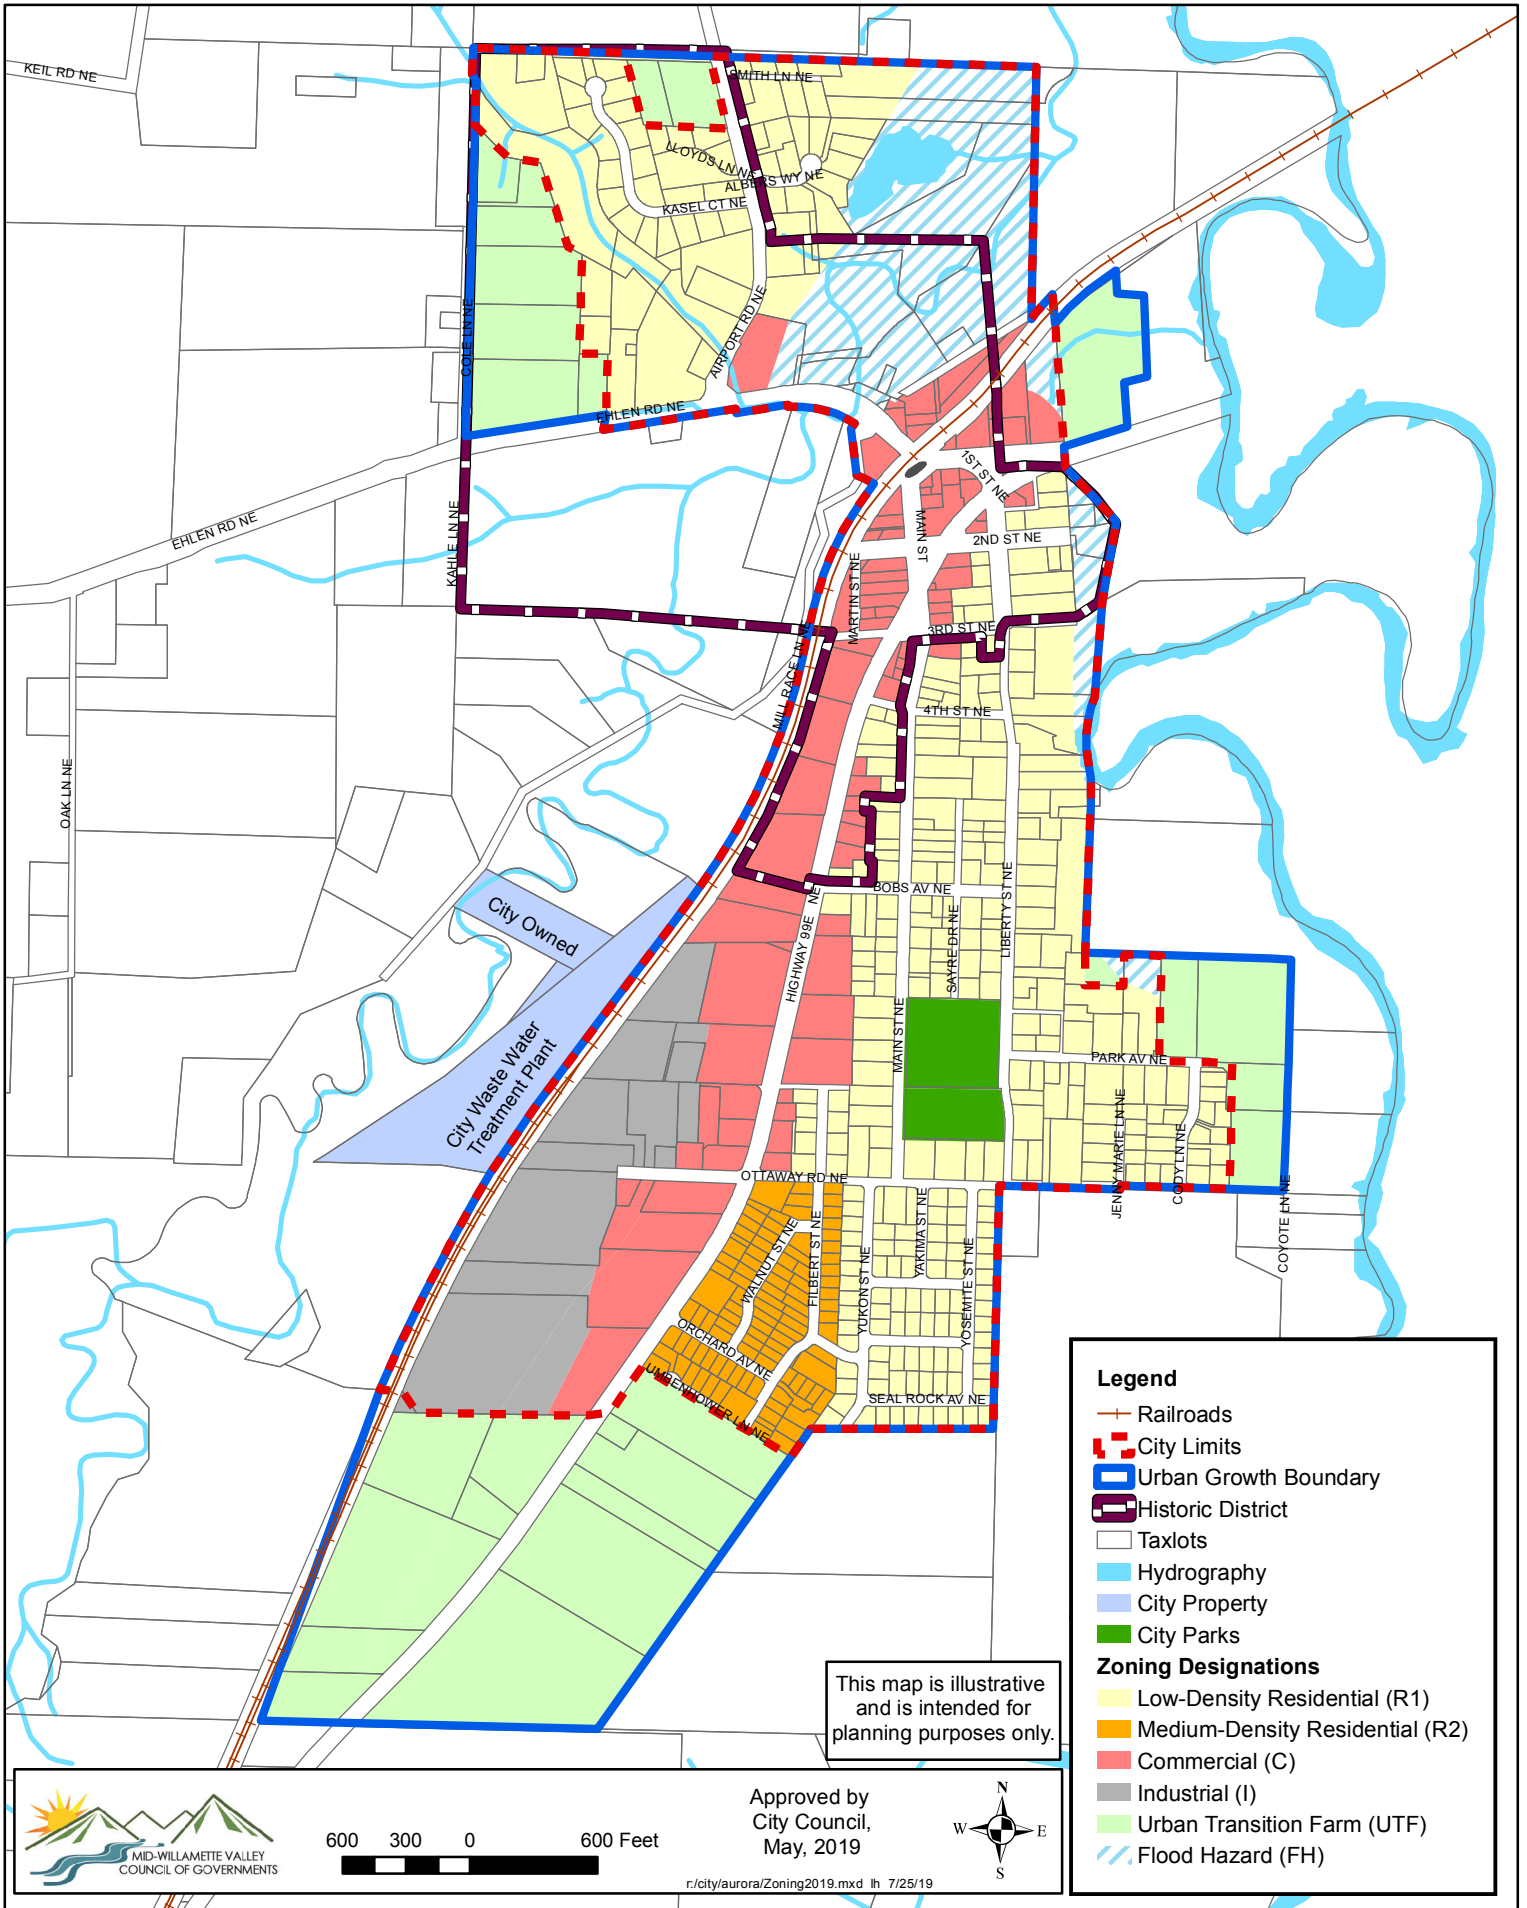 KEIL RD NE
SMITH LN NE
LLOYDS LN NE
ALBERS WY NE
KASEL CT NE
COLE LN NE
AIRPORT RD NE
EHLEN RD NE
EHLEN RD NE
KAHLE LN NE
1ST ST NE
MAIN ST
2ND ST NE
MARTIN ST NE
3RD ST NE
MILL RACE LN NE
4TH ST NE
OAK LN NE
BOBS AV NE
City Owned
HIGHWAY 99E NE
SAYRE DR NE
LIBERTY ST NE
MAIN ST NE
City Waste Water
Treatment Plant
PARK AV NE
JENNY MARIE LN NE
CODY LN NE
COYOTE LN NE
OTTAWAY RD NE
WALNUT ST NE
FILBERT ST NE
YUKON ST NE
YAKIMA ST NE
YOSEMITE ST NE
ORCHARD AV NE
UMBENHOWER LN NE
SEAL ROCK AV NE
Legend
Railroads
City Limits
Urban Growth Boundary
Historic District
Taxlots
Hydrography
City Property
City Parks
Zoning Designations
Low-Density Residential (R1)
Medium-Density Residential (R2)
Commercial (C)
Industrial (I)
Urban Transition Farm (UTF)
Flood Hazard (FH)
This map is illustrative
and is intended for
planning purposes only.
MID-WILLAMETTE VALLEY
COUNCIL OF GOVERNMENTS
600 300 0 600 Feet
Approved by
City Council,
May, 2019
N
W E
S
r:/city/aurora/Zoning2019.mxd lh 7/25/19